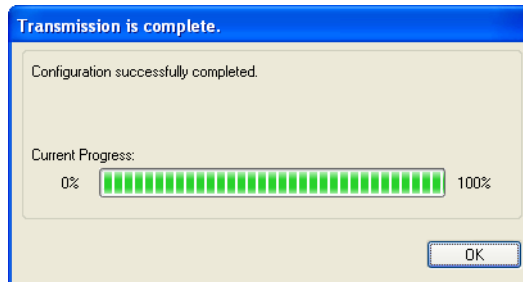 Transmission is complete.
Configuration successfully completed.
Current Progress:
0% 100%
OK